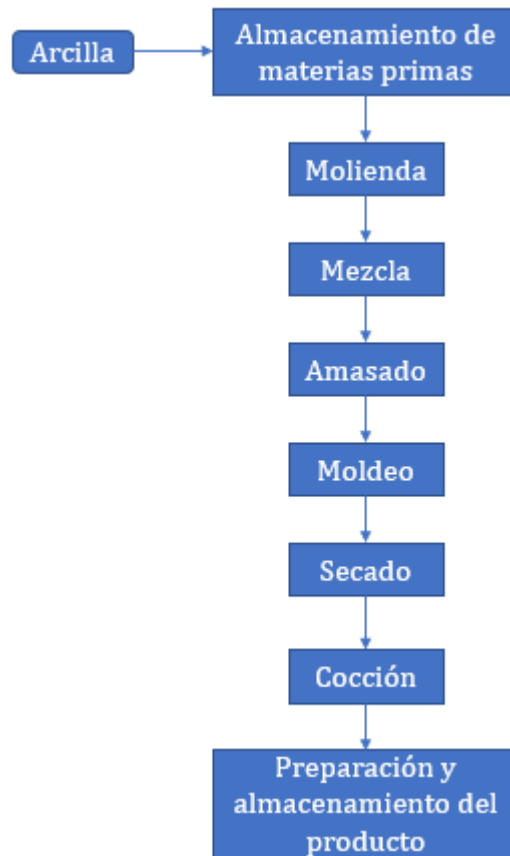 Arcilla
Almacenamiento de
materias primas
Molienda
Mezcla
Amasado
Moldeo
Secado
Cocción
Preparación y
almacenamiento del
producto